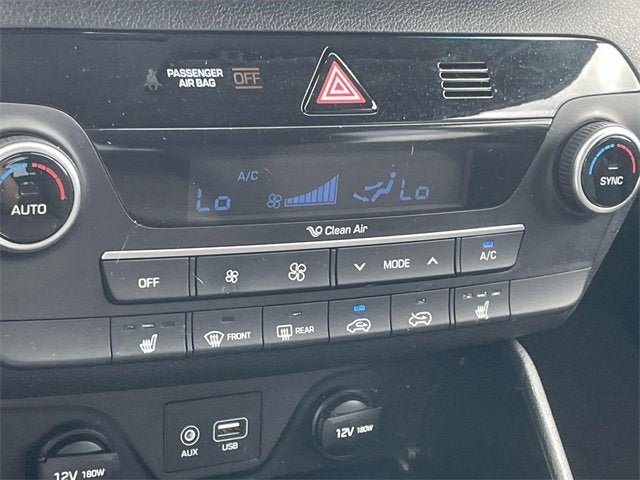 PASSENGER
AIR BAG OFF
A/C
Lo Lo
AUTO
SYNC
Clean Air
OFF
MODE
A/C
FRONT
REAR
AUX
USB
12V 180W
12V 180W